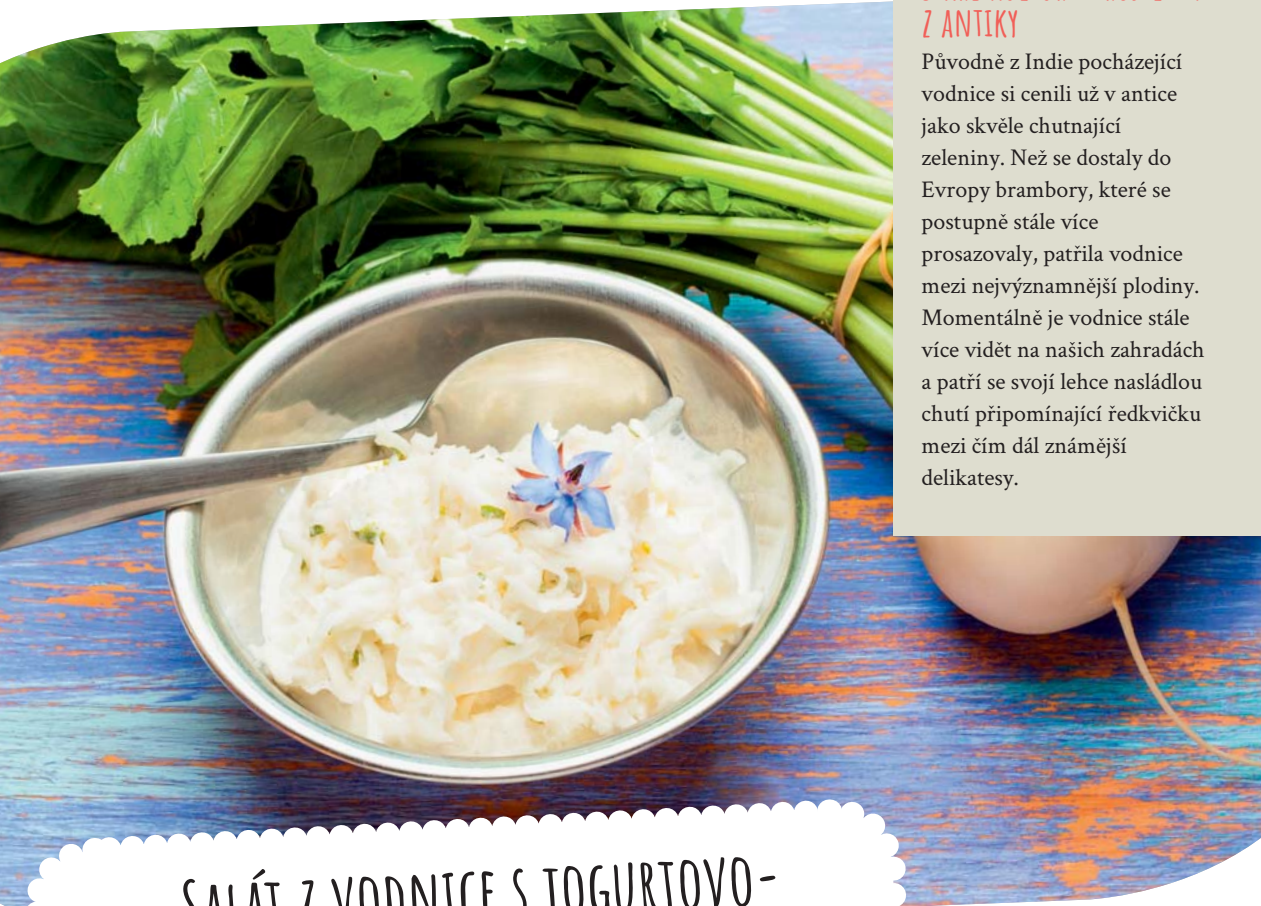 Z ANTIKY
Původně z Indie pocházející
vodnice si cenili už v antice
jako skvěle chutnající
zeleniny. Než se dostaly do
Evropy brambory, které se
postupně stále více
prosazovaly, patřila vodnice
mezi nejvýznamnější plodiny.
Momentálně je vodnice stále
více vidět na našich zahradách
a patří se svojí lehce nasládlou
chutí připomínající ředkvičku
mezi čím dál známější
delikatesy.
SALÁT Z VODNICE S JOGURTOVO-